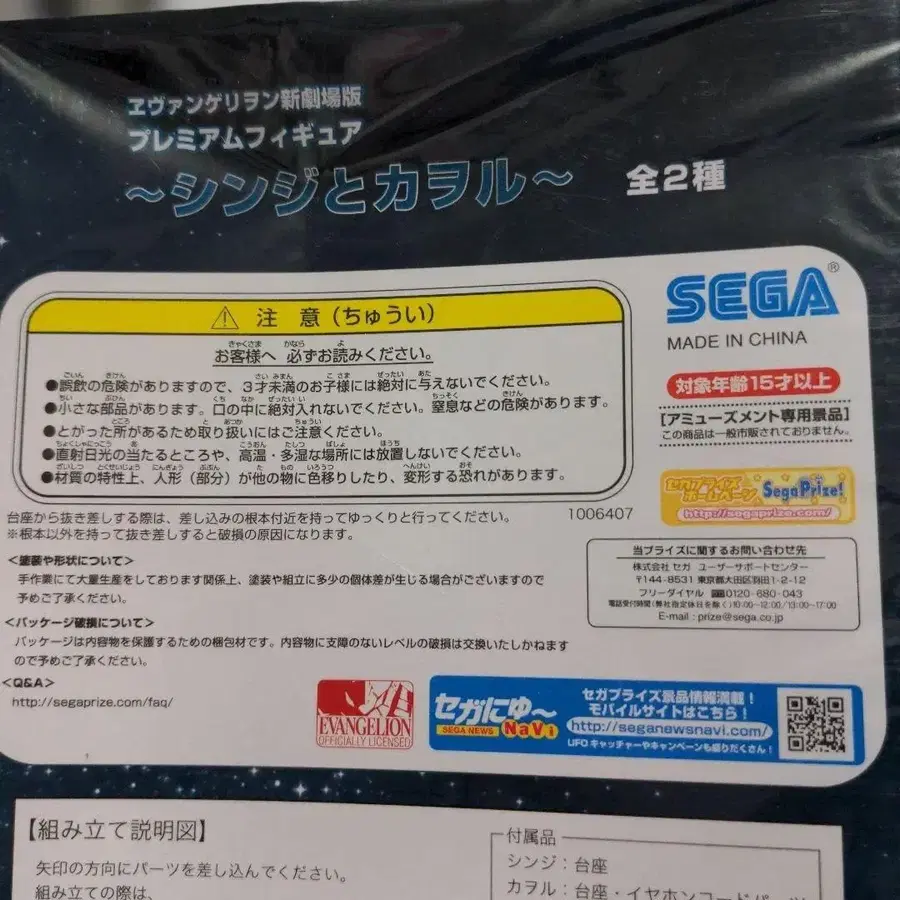 ヱヴァンゲリヲン新劇場版
プレミアムフィギュア
～シンジとカヲル～ 全2種
⚠ 注 意（ちゅうい）
お客様へ 必ずお読みください。
●誤飲の危険がありますので、3才未満のお子様には絶対に与えないでください。
●小さな部品があります。口の中に絶対入れないでください。窒息などの危険があります。
●とがった所があるため取り扱いにはご注意ください。
●直射日光の当たるところや、高温・多湿な場所には放置しないでください。
●材質の特性上、人形（部分）が他の物に色移りしたり、変形する恐れがあります。
SEGA®
MADE IN CHINA
対象年齢15才以上
[アミューズメント専用景品]
この商品は一般市販されておりません。
セガプライズ
ホームページ
SegaPrize!
http://segaprize.com/
台座から抜き差しする際は、差し込みの根本付近を持ってゆっくりと行ってください。
※根本以外を持って抜き差しすると破損の原因になります。
1006407
<塗装や形状について>
手作業にて大量生産をしております関係上、塗装や組立に多少の個体差が生じる場合がございますので
予めご了承ください。
<パッケージ破損について>
パッケージは内容物を保護するための梱包材です。内容物に支障のないレベルの破損は交換いたしかねます
ので予めご了承ください。
<Q&A>
http://segaprize.com/faq/
当プライズに関するお問い合わせ先
株式会社 セガ ユーザーサポートセンター
〒144-8531 東京都大田区羽田1-2-12
フリーダイヤル 0120-680-043
電話受付時間（弊社指定休日を除く）10:00～12:00/13:00～17:00
E-mail : prize@sega.co.jp
EVANGELION
OFFICIALLY LICENSED
セガにゅ～
SEGA NEWS NaVi
セガプライズ景品情報満載！
モバイルサイトはこちら！
http://seganewsnavi.com/
UFOキャッチャーやキャンペーンも盛りだくさん！
【組み立て説明図】
矢印の方向にパーツを差し込んでください。
組み立ての際は、
付属品
シンジ：台座
カヲル：台座・イヤホンコードパーツ